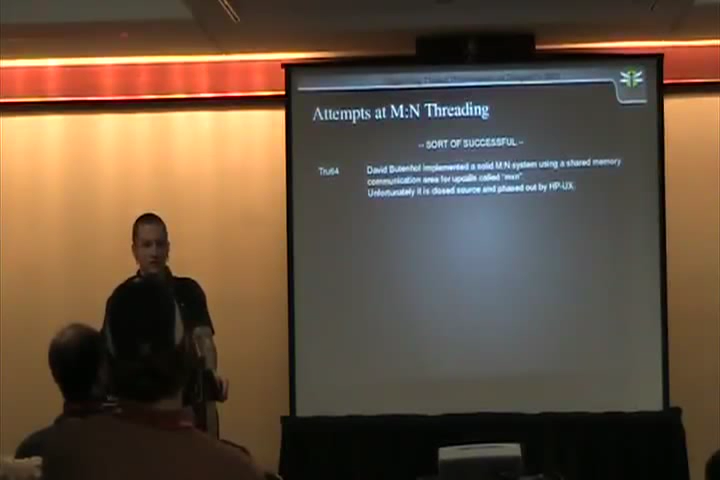 Attempts at M:N Threading
-- SORT OF SUCCESSFUL --
Tru64 David Butenhof implemented a solid M:N system using a shared memory
communication area for upcalls called "mxn".
Unfortunately it is closed source and phased out by HP-UX.